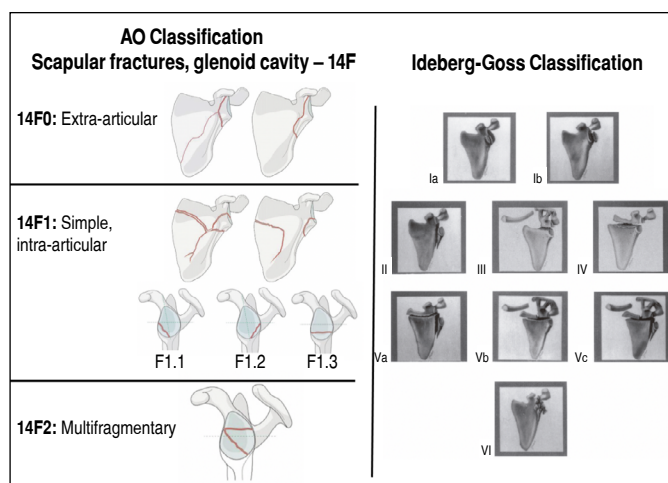 AO Classification
Scapular fractures, glenoid cavity – 14F
14F0: Extra-articular
14F1: Simple,
intra-articular
F1.1 F1.2 F1.3
14F2: Multifragmentary
Ideberg-Goss Classification
Ia Ib
II III IV
Va Vb Vc
VI